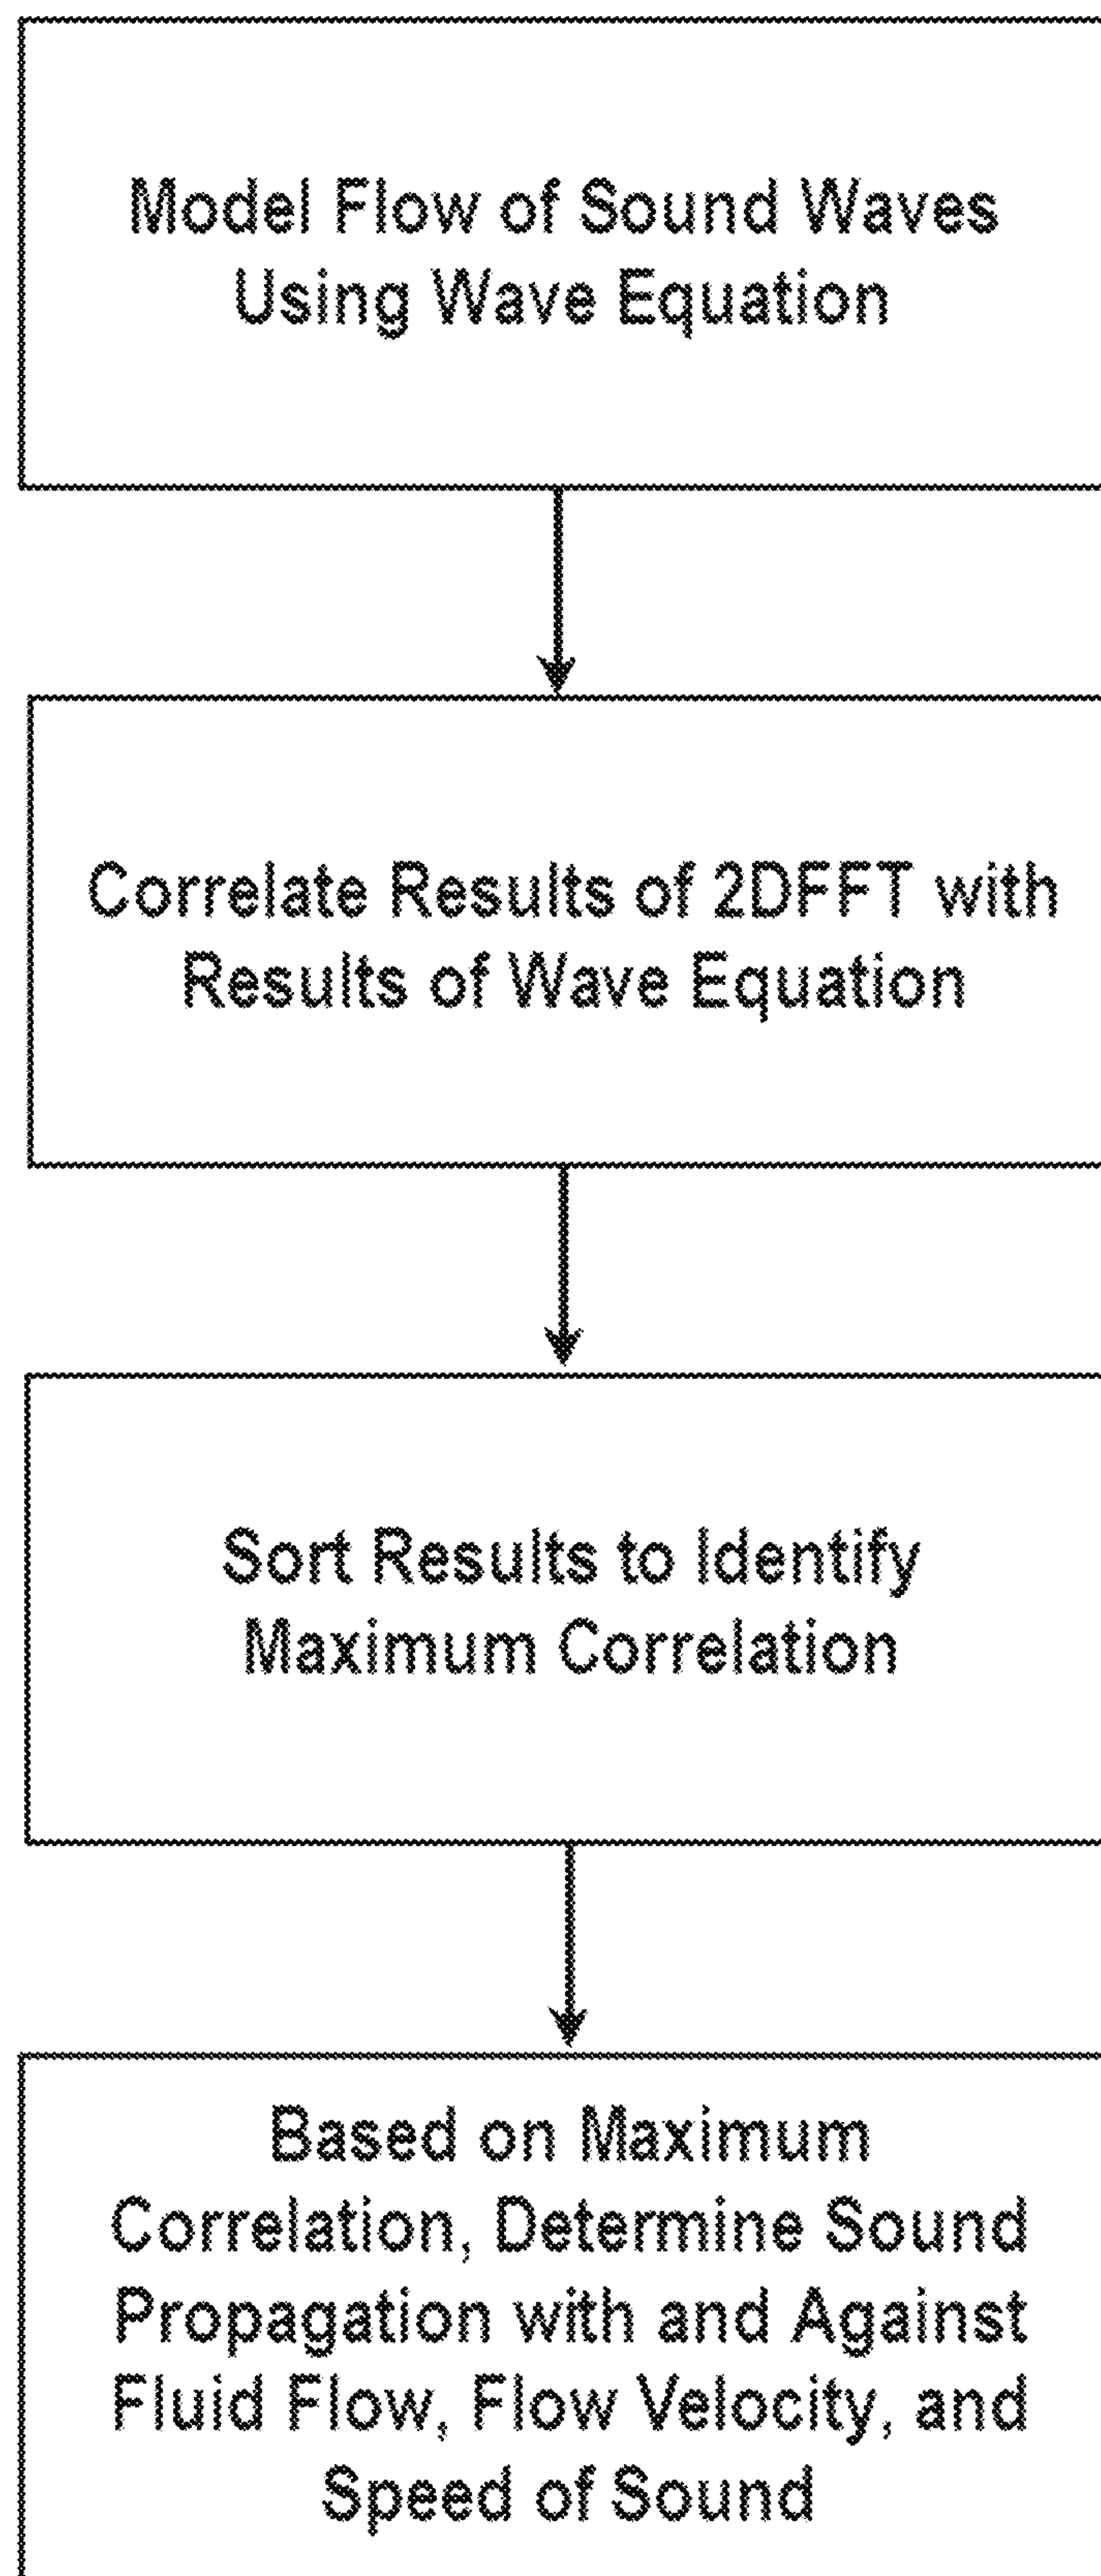 Model Flow of Sound Waves
Using Wave Equation
Correlate Results of 2DFFT with
Results of Wave Equation
Sort Results to Identify
Maximum Correlation
Based on Maximum
Correlation, Determine Sound
Propagation with and Against
Fluid Flow, Flow Velocity, and
Speed of Sound